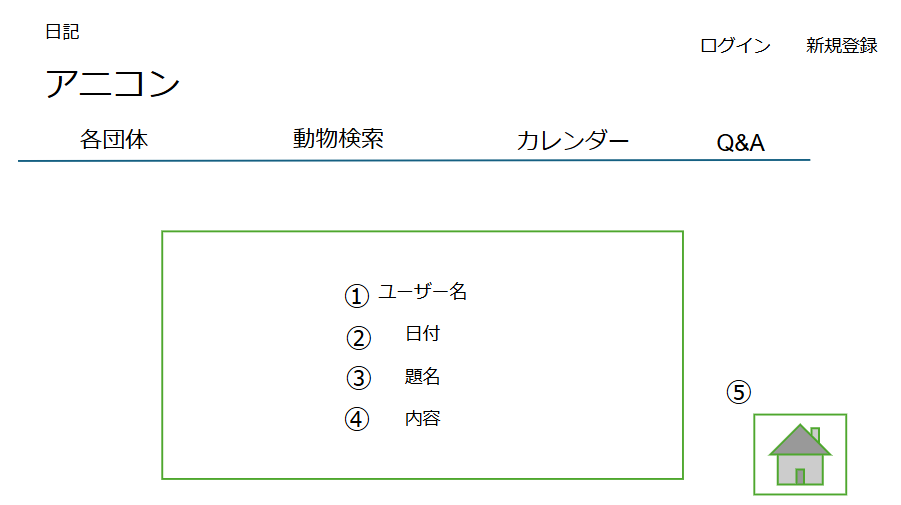 日記
ログイン 新規登録
アニコン
各団体 動物検索 カレンダー Q&A
① ユーザー名
② 日付
③ 題名
④ 内容
⑤